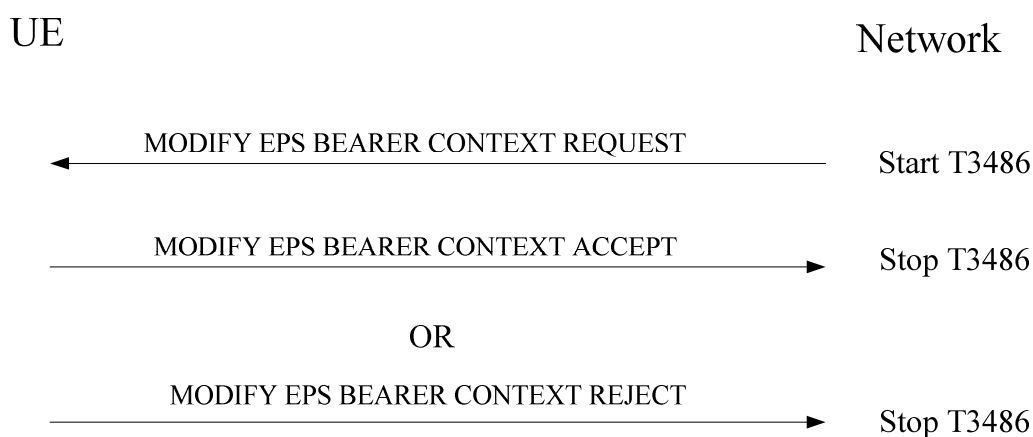 UE
Network
MODIFY EPS BEARER CONTEXT REQUEST
Start T3486
MODIFY EPS BEARER CONTEXT ACCEPT
Stop T3486
OR
MODIFY EPS BEARER CONTEXT REJECT
Stop T3486